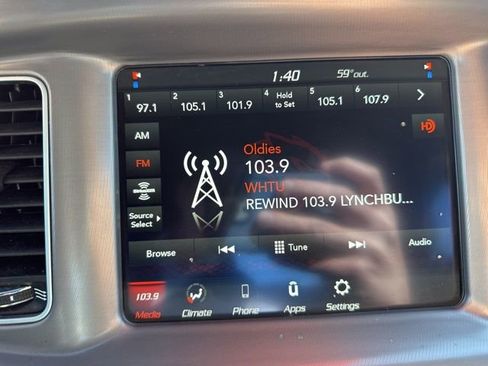 1:40 59° out.
1 97.1 2 105.1 3 101.9 4 Hold to Set 5 105.1 6 107.9
AM
FM
SiriusXM
Source Select
HD
Oldies
103.9
WHTU
REWIND 103.9 LYNCHBU...
Browse Tune Audio
103.9
Media Climate Phone Apps Settings